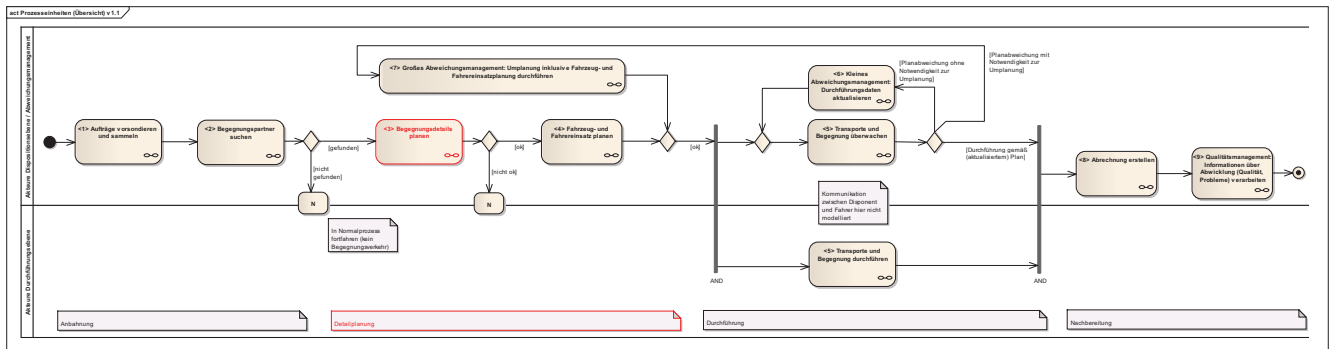 act Prozesseinheiten (Übersicht) v1.1
Akteure Dispositionsebene / Abweichungsmanagement
<7> Großes Abweichungsmanagement: Umplanung inklusive Fahrzeug- und
Fahrereinsatzplanung durchführen
<6> Kleines
Abweichungsmanagement:
Durchführungsdaten
aktualisieren
[Planabweichung ohne
Notwendigkeit zur
Umplanung]
[Planabweichung mit
Notwendigkeit zur
Umplanung]
<1> Aufträge vorsondieren
und sammeln
<2> Begegnungspartner
suchen
[gefunden]
[nicht
gefunden]
<3> Begegnungsdetails
planen
[ok]
[nicht ok]
<4> Fahrzeug- und
Fahrereinsatz planen
[ok]
<5> Transporte und
Begegnung überwachen
[Durchführung gemäß
(aktualisiertem) Plan]
<8> Abrechnung erstellen
<9> Qualitätsmanagement:
Informationen über
Abwicklung (Qualität,
Probleme) verarbeiten
N
N
Kommunikation
zwischen Disponent
und Fahrer hier nicht
modelliert
Akteure Durchführungsebene
In Normalprozess
fortfahren (kein
Begegnungsverkehr)
<5> Transporte und
Begegnung durchführen
AND
AND
Anbahnung
Detailplanung
Durchführung
Nachbereitung